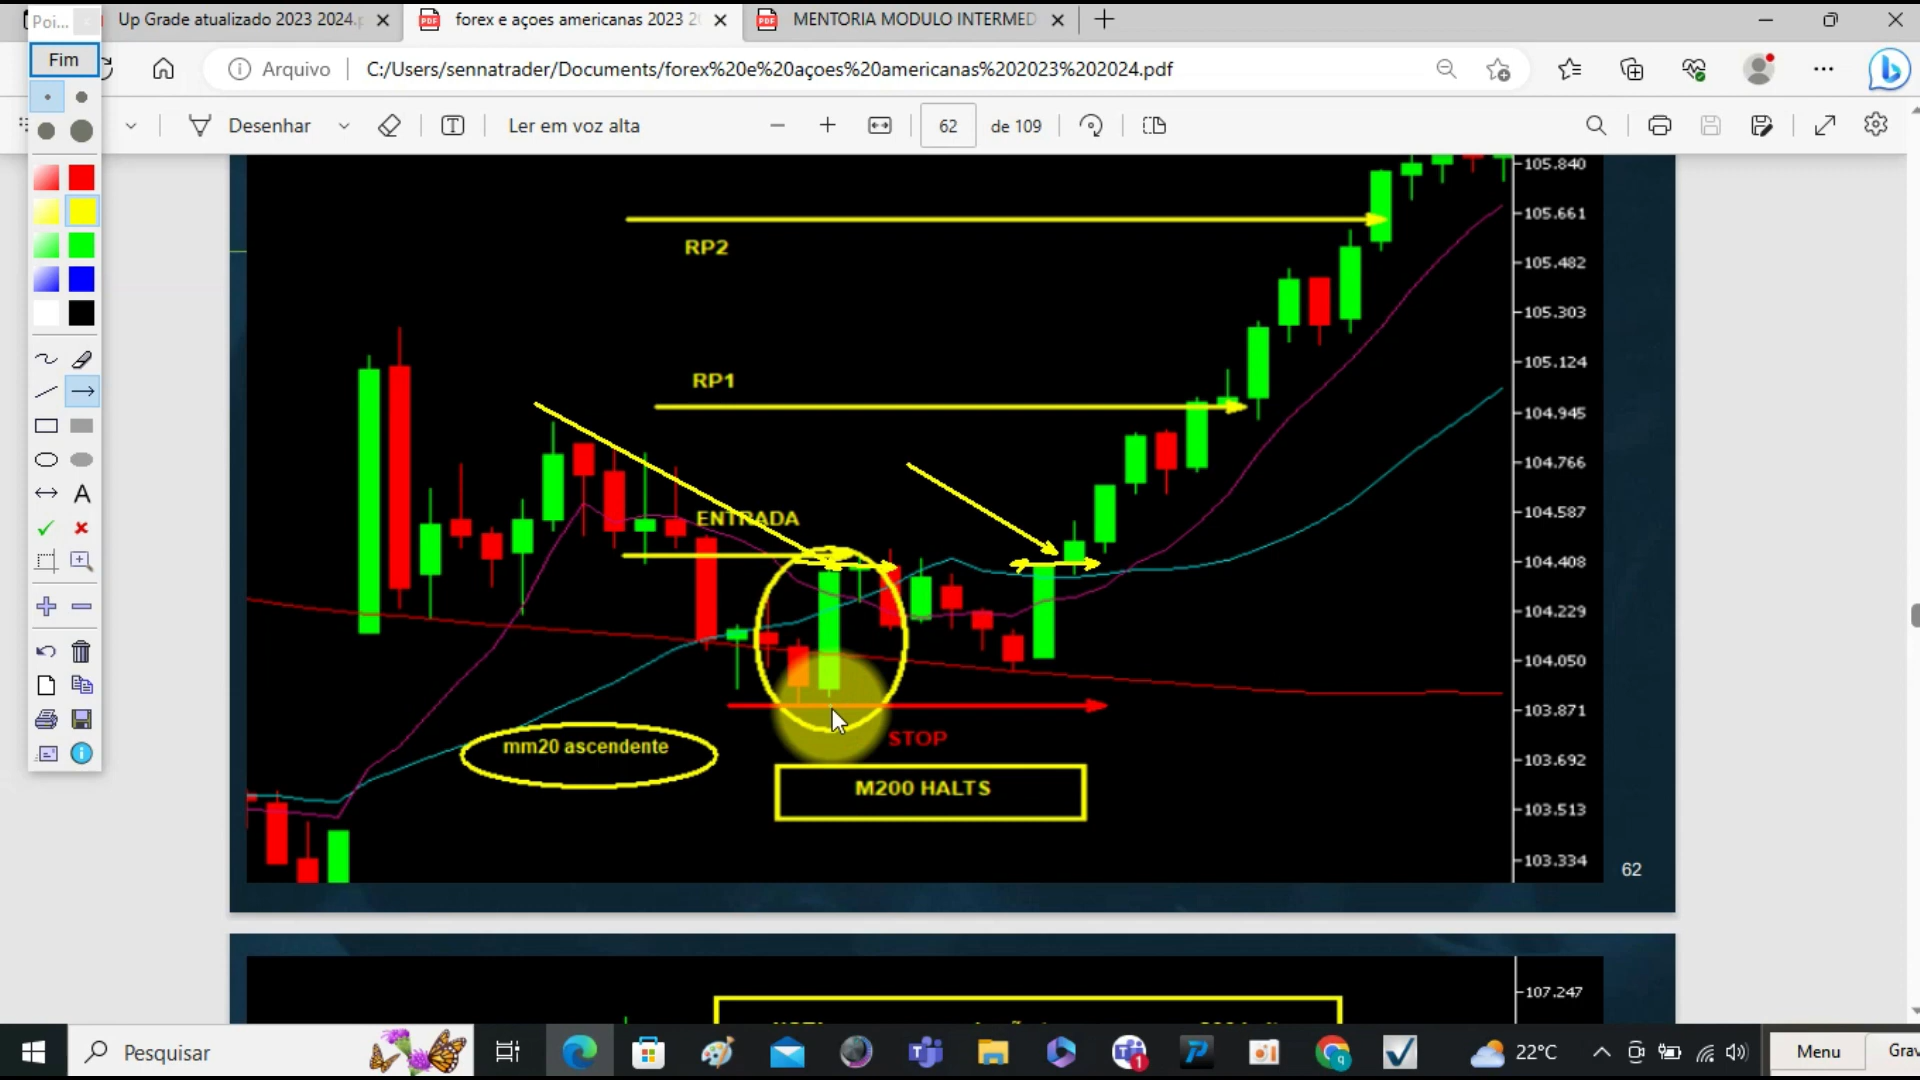 Poi...
Up Grade atualizado 2023 2024.p
forex e açoes americanas 2023 2
MENTORIA MODULO INTERMED
Fim
Arquivo
C:/Users/sennatrader/Documents/forex%20e%20açoes%20americanas%202023%202024.pdf
Desenhar
Ler em voz alta
62
de 109
105.840
105.661
RP2
105.482
105.303
105.124
RP1
104.945
104.766
104.587
ENTRADA
104.408
104.229
104.050
103.871
STOP
mm20 ascendente
103.692
M200 HALTS
103.513
103.334
62
A
107.247
Pesquisar
22°C
Menu
Grav